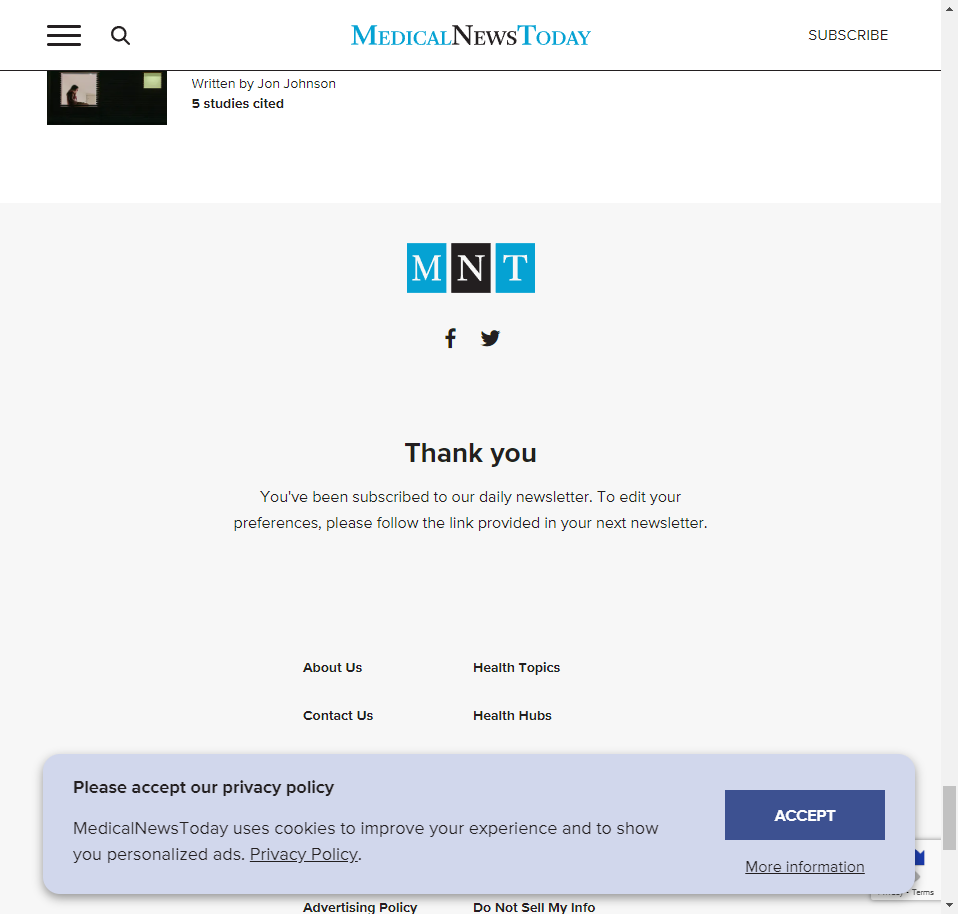 MEDICALNEWSTODAY
SUBSCRIBE
Written by Jon Johnson
5 studies cited
M N T
Thank you
You've been subscribed to our daily newsletter. To edit your
preferences, please follow the link provided in your next newsletter.
About Us
Health Topics
Contact Us
Health Hubs
Please accept our privacy policy
MedicalNewsToday uses cookies to improve your experience and to show
you personalized ads. Privacy Policy.
ACCEPT
More information
Terms
Advertising Policy
Do Not Sell My Info